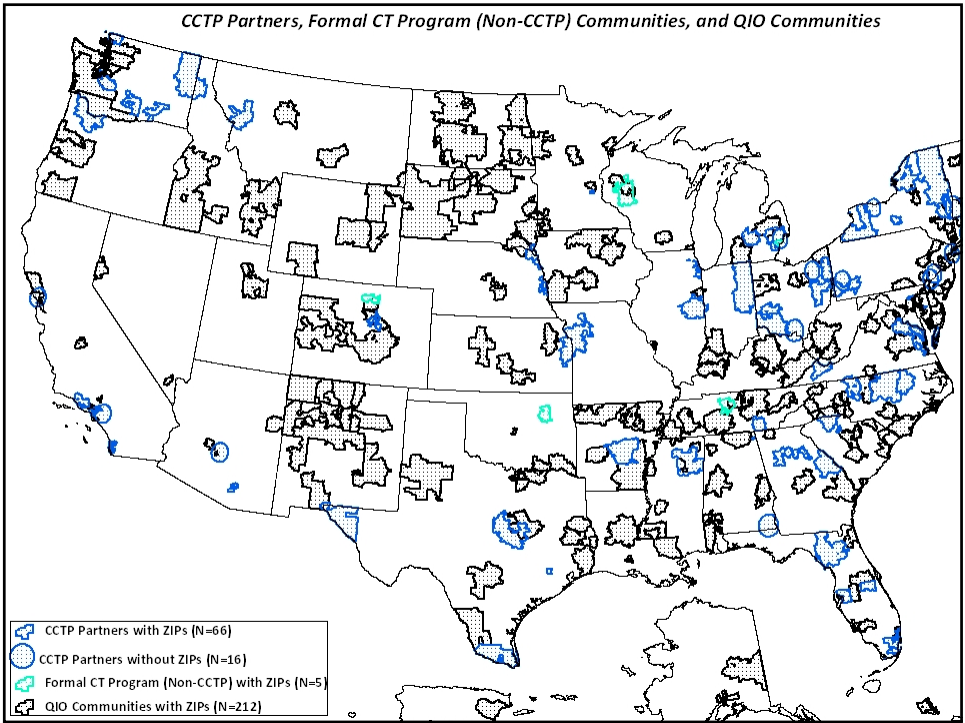 CCTP Partners, Formal CT Program (Non-CCTP) Communities, and QIO Communities
CCTP Partners with ZIPs (N=66)
CCTP Partners without ZIPs (N=16)
Formal CT Program (Non-CCTP) with ZIPs (N=5)
QIO Communities with ZIPs (N=212)